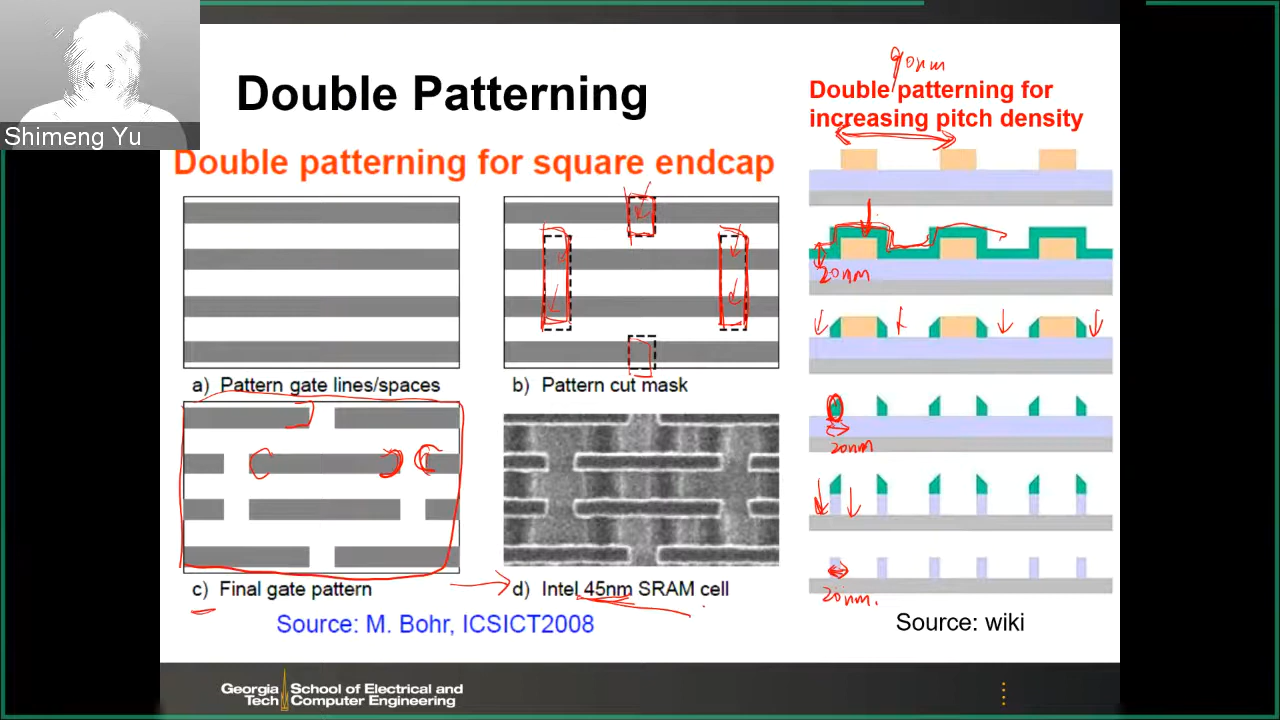 Shimeng Yu
Double Patterning
Double patterning for square endcap
a) Pattern gate lines/spaces
b) Pattern cut mask
c) Final gate pattern
d) Intel 45nm SRAM cell
Source: M. Bohr, ICSICT2008
90nm
Double patterning for
increasing pitch density
20nm
20nm
20nm.
Source: wiki
Georgia
Tech
School of Electrical and
Computer Engineering